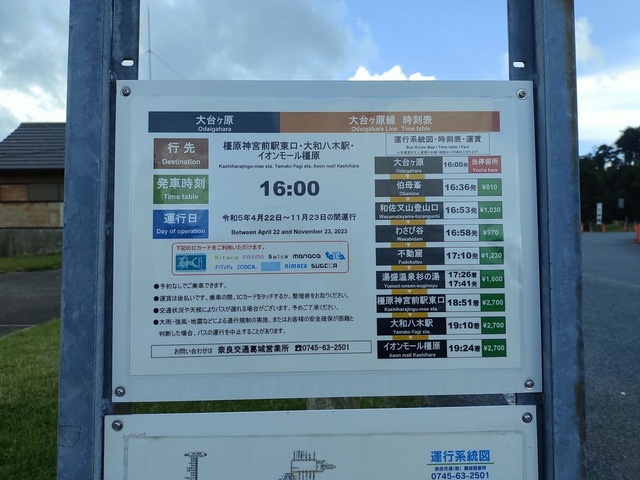 大台ヶ原
Odaigahara
大台ヶ原線 時刻表
Odaigahara Line Time table
行先
Destination
橿原神宮前駅東口・大和八木駅・
イオンモール橿原
Kashiharajingu-mae sta. Yamato-Yagi sta. Aeon mall Kashihara
発車時刻
Time table
16:00
運行日
Day of operation
令和5年4月22日～11月23日の間運行
Between April 22 and November 23, 2023
下記のICカードをご利用いただけます。
Kitaca PASMO Suica manaca
PiTaPa SUGOCA nimoca
●予約なしでご乗車できます。
●運賃は後払いです。乗車の際、ICカードをタッチするか、整理券をお取りください。
●交通状況や天候によりバスが遅れる場合がございます。予めご了承ください。
●大雨・強風・地震などによる通行規制の実施、またはお客様の安全確保が困難と
判断した場合、バスの運行を中止することがあります。
お問い合わせは 奈良交通葛城営業所 ☎0745-63-2501
運行系統図・時刻表・運賃
Bus Route Map / Time table / Fare
大台ヶ原
Odaigahara
16:00発
当停留所
You're here
伯母峯
16:36発
¥810
和佐又山登山口
Wasamatayama-tozanguchi
16:53発
¥1,030
わさび谷
Wasabidani
16:58発
¥970
不動窟
Fudokutsu
17:10発
¥1,230
湯盛温泉杉の湯
Yumori-onsen-suginoyu
17:26着
17:41発
¥1,600
橿原神宮前駅東口
Kashiharajingu-mae sta.
18:51着
¥2,700
大和八木駅
Yamato-Yagi sta.
19:10着
¥2,700
イオンモール橿原
Aeon mall Kashihara
19:24着
¥2,700
運行系統図
奈良交通(株)葛城営業所
0745-63-2501